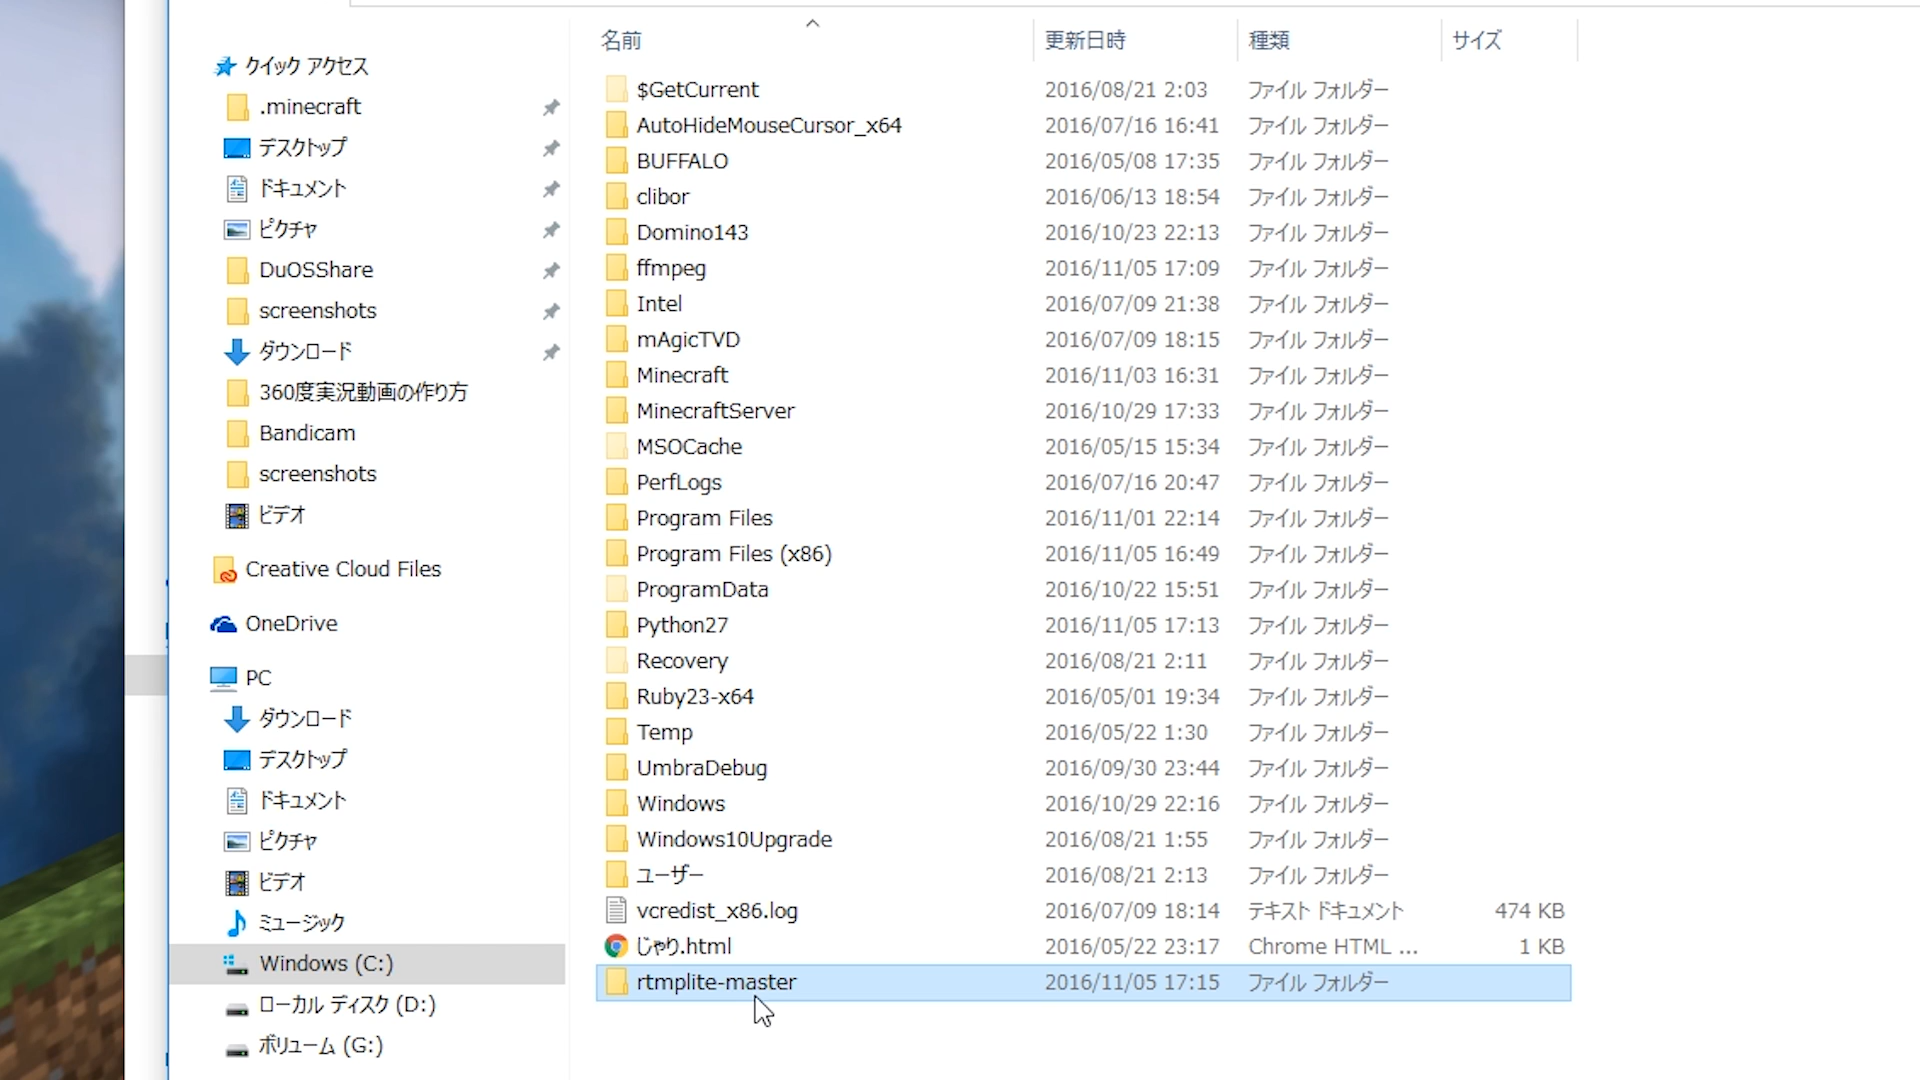 名前 更新日時 種類 サイズ
クイック アクセス
.minecraft
デスクトップ
ドキュメント
ピクチャ
DuOSShare
screenshots
ダウンロード
360度実況動画の作り方
Bandicam
screenshots
ビデオ
Creative Cloud Files
OneDrive
PC
ダウンロード
デスクトップ
ドキュメント
ピクチャ
ビデオ
ミュージック
Windows (C:)
ローカル ディスク (D:)
ボリューム (G:)
$GetCurrent 2016/08/21 2:03 ファイル フォルダー
AutoHideMouseCursor_x64 2016/07/16 16:41 ファイル フォルダー
BUFFALO 2016/05/08 17:35 ファイル フォルダー
clibor 2016/06/13 18:54 ファイル フォルダー
Domino143 2016/10/23 22:13 ファイル フォルダー
ffmpeg 2016/11/05 17:09 ファイル フォルダー
Intel 2016/07/09 21:38 ファイル フォルダー
mAgicTVD 2016/07/09 18:15 ファイル フォルダー
Minecraft 2016/11/03 16:31 ファイル フォルダー
MinecraftServer 2016/10/29 17:33 ファイル フォルダー
MSOCache 2016/05/15 15:34 ファイル フォルダー
PerfLogs 2016/07/16 20:47 ファイル フォルダー
Program Files 2016/11/01 22:14 ファイル フォルダー
Program Files (x86) 2016/11/05 16:49 ファイル フォルダー
ProgramData 2016/10/22 15:51 ファイル フォルダー
Python27 2016/11/05 17:13 ファイル フォルダー
Recovery 2016/08/21 2:11 ファイル フォルダー
Ruby23-x64 2016/05/01 19:34 ファイル フォルダー
Temp 2016/05/22 1:30 ファイル フォルダー
UmbraDebug 2016/09/30 23:44 ファイル フォルダー
Windows 2016/10/29 22:16 ファイル フォルダー
Windows10Upgrade 2016/08/21 1:55 ファイル フォルダー
ユーザー 2016/08/21 2:13 ファイル フォルダー
vcredist_x86.log 2016/07/09 18:14 テキスト ドキュメント 474 KB
じゃり.html 2016/05/22 23:17 Chrome HTML ... 1 KB
rtmplite-master 2016/11/05 17:15 ファイル フォルダー